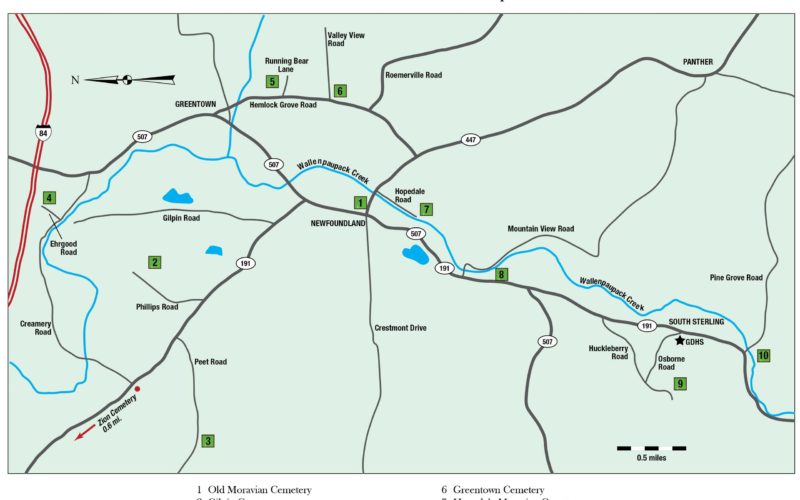 Valley View
Road
Running Bear
Lane
5
6
Roemerville Road
PANTHER
N
GREENTOWN
Hemlock Grove Road
84
507
507
447
Wallenpaupack Creek
4
Hopedale
Road
1
7
Gilpin Road
NEWFOUNDLAND
507
Mountain View Road
Ehrgood
Road
2
191
191
8
Pine Grove Road
Wallenpaupack Creek
Phillips Road
Creamery
Road
Crestmont Drive
191
SOUTH STERLING
507
GDHS
Huckleberry
Road
Osborne
Road
10
Peet Road
9
Zion Cemetery
0.6 mi.
3
0.5 miles
1 Old Moravian Cemetery
6 Greentown Cemetery